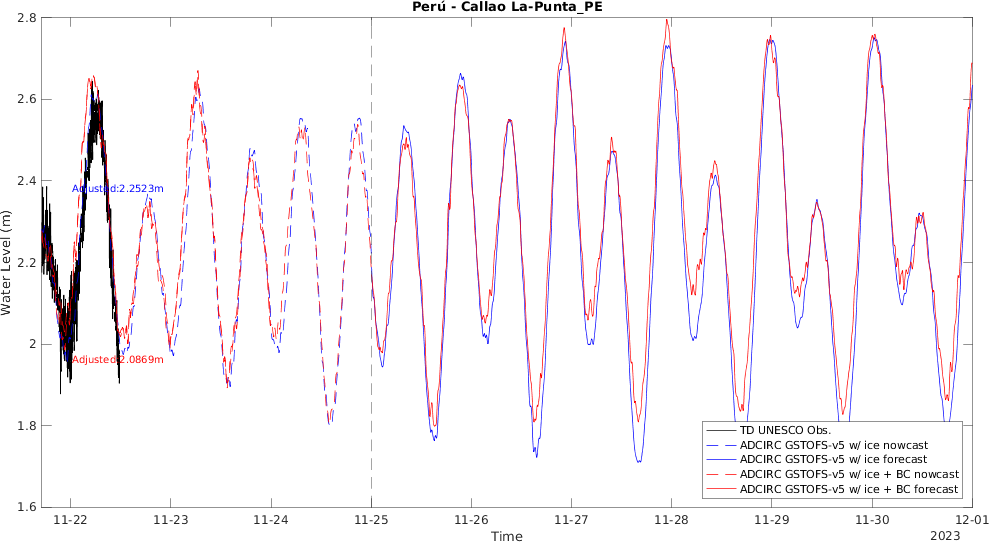 Perú - Callao La-Punta_PE
2.8
2.6
2.4
2.2
2
1.8
1.6
Water Level (m)
Adjusted:2.2523m
Adjusted:2.0869m
TD UNESCO Obs.
ADCIRC GSTOFS-v5 w/ ice nowcast
ADCIRC GSTOFS-v5 w/ ice forecast
ADCIRC GSTOFS-v5 w/ ice + BC nowcast
ADCIRC GSTOFS-v5 w/ ice + BC forecast
11-22 11-23 11-24 11-25 11-26 11-27 11-28 11-29 11-30 12-01
Time
2023